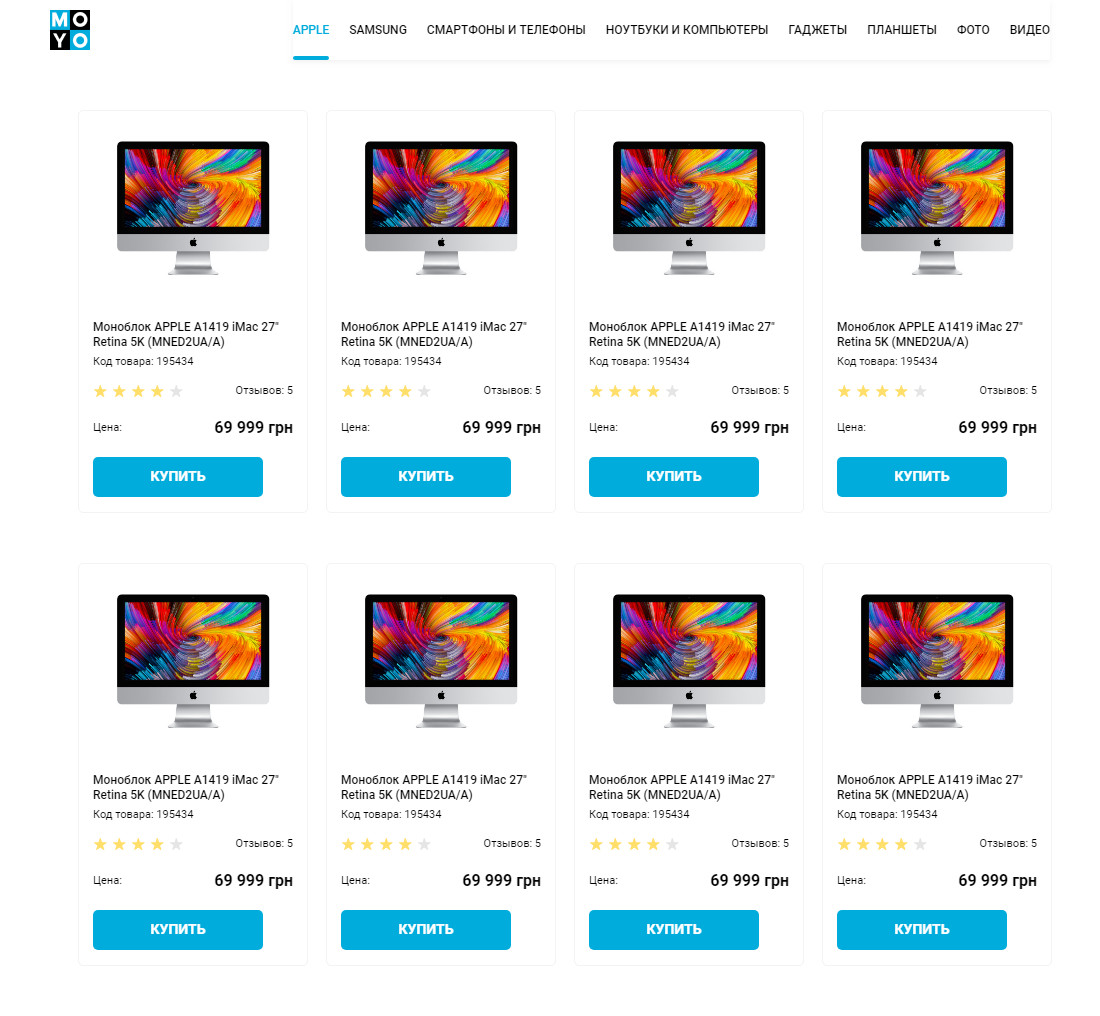 MO
YO
APPLE SAMSUNG СМАРТФОНЫ И ТЕЛЕФОНЫ НОУТБУКИ И КОМПЬЮТЕРЫ ГАДЖЕТЫ ПЛАНШЕТЫ ФОТО ВИДЕО
Моноблок APPLE A1419 iMac 27"
Retina 5K (MNED2UA/A)
Код товара: 195434
Отзывов: 5
Цена: 69 999 грн
КУПИТЬ
Моноблок APPLE A1419 iMac 27"
Retina 5K (MNED2UA/A)
Код товара: 195434
Отзывов: 5
Цена: 69 999 грн
КУПИТЬ
Моноблок APPLE A1419 iMac 27"
Retina 5K (MNED2UA/A)
Код товара: 195434
Отзывов: 5
Цена: 69 999 грн
КУПИТЬ
Моноблок APPLE A1419 iMac 27"
Retina 5K (MNED2UA/A)
Код товара: 195434
Отзывов: 5
Цена: 69 999 грн
КУПИТЬ
Моноблок APPLE A1419 iMac 27"
Retina 5K (MNED2UA/A)
Код товара: 195434
Отзывов: 5
Цена: 69 999 грн
КУПИТЬ
Моноблок APPLE A1419 iMac 27"
Retina 5K (MNED2UA/A)
Код товара: 195434
Отзывов: 5
Цена: 69 999 грн
КУПИТЬ
Моноблок APPLE A1419 iMac 27"
Retina 5K (MNED2UA/A)
Код товара: 195434
Отзывов: 5
Цена: 69 999 грн
КУПИТЬ
Моноблок APPLE A1419 iMac 27"
Retina 5K (MNED2UA/A)
Код товара: 195434
Отзывов: 5
Цена: 69 999 грн
КУПИТЬ